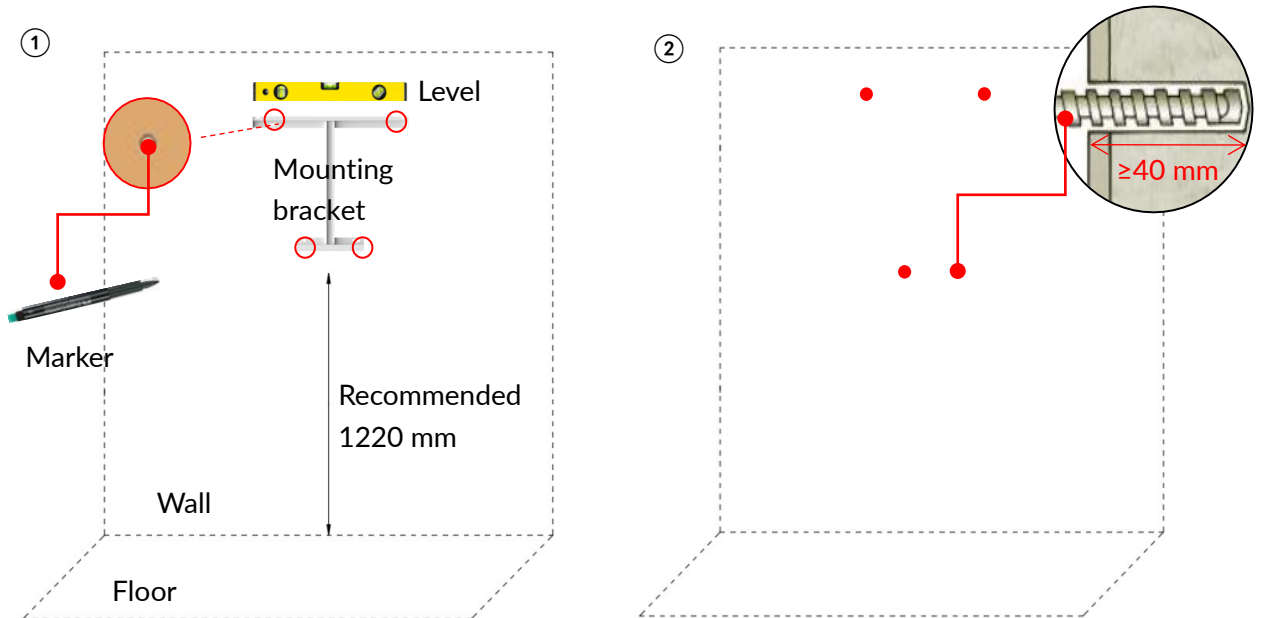 ①
Level
Mounting
bracket
Marker
Recommended
1220 mm
Wall
Floor
②
≥40 mm